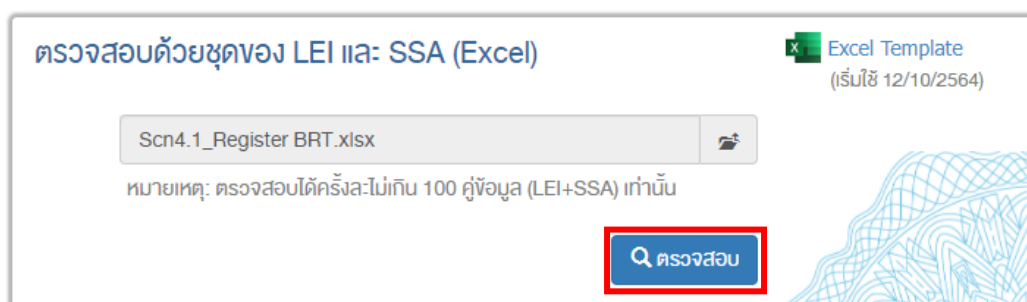 ตรวจสอบด้วยชุดของ LEI และ SSA (Excel)
Excel Template
(เริ่มใช้ 12/10/2564)
Scn4.1_Register BRT.xlsx
หมายเหตุ: ตรวจสอบได้ครั้งละไม่เกิน 100 คู่ข้อมูล (LEI+SSA) เท่านั้น
ตรวจสอบ